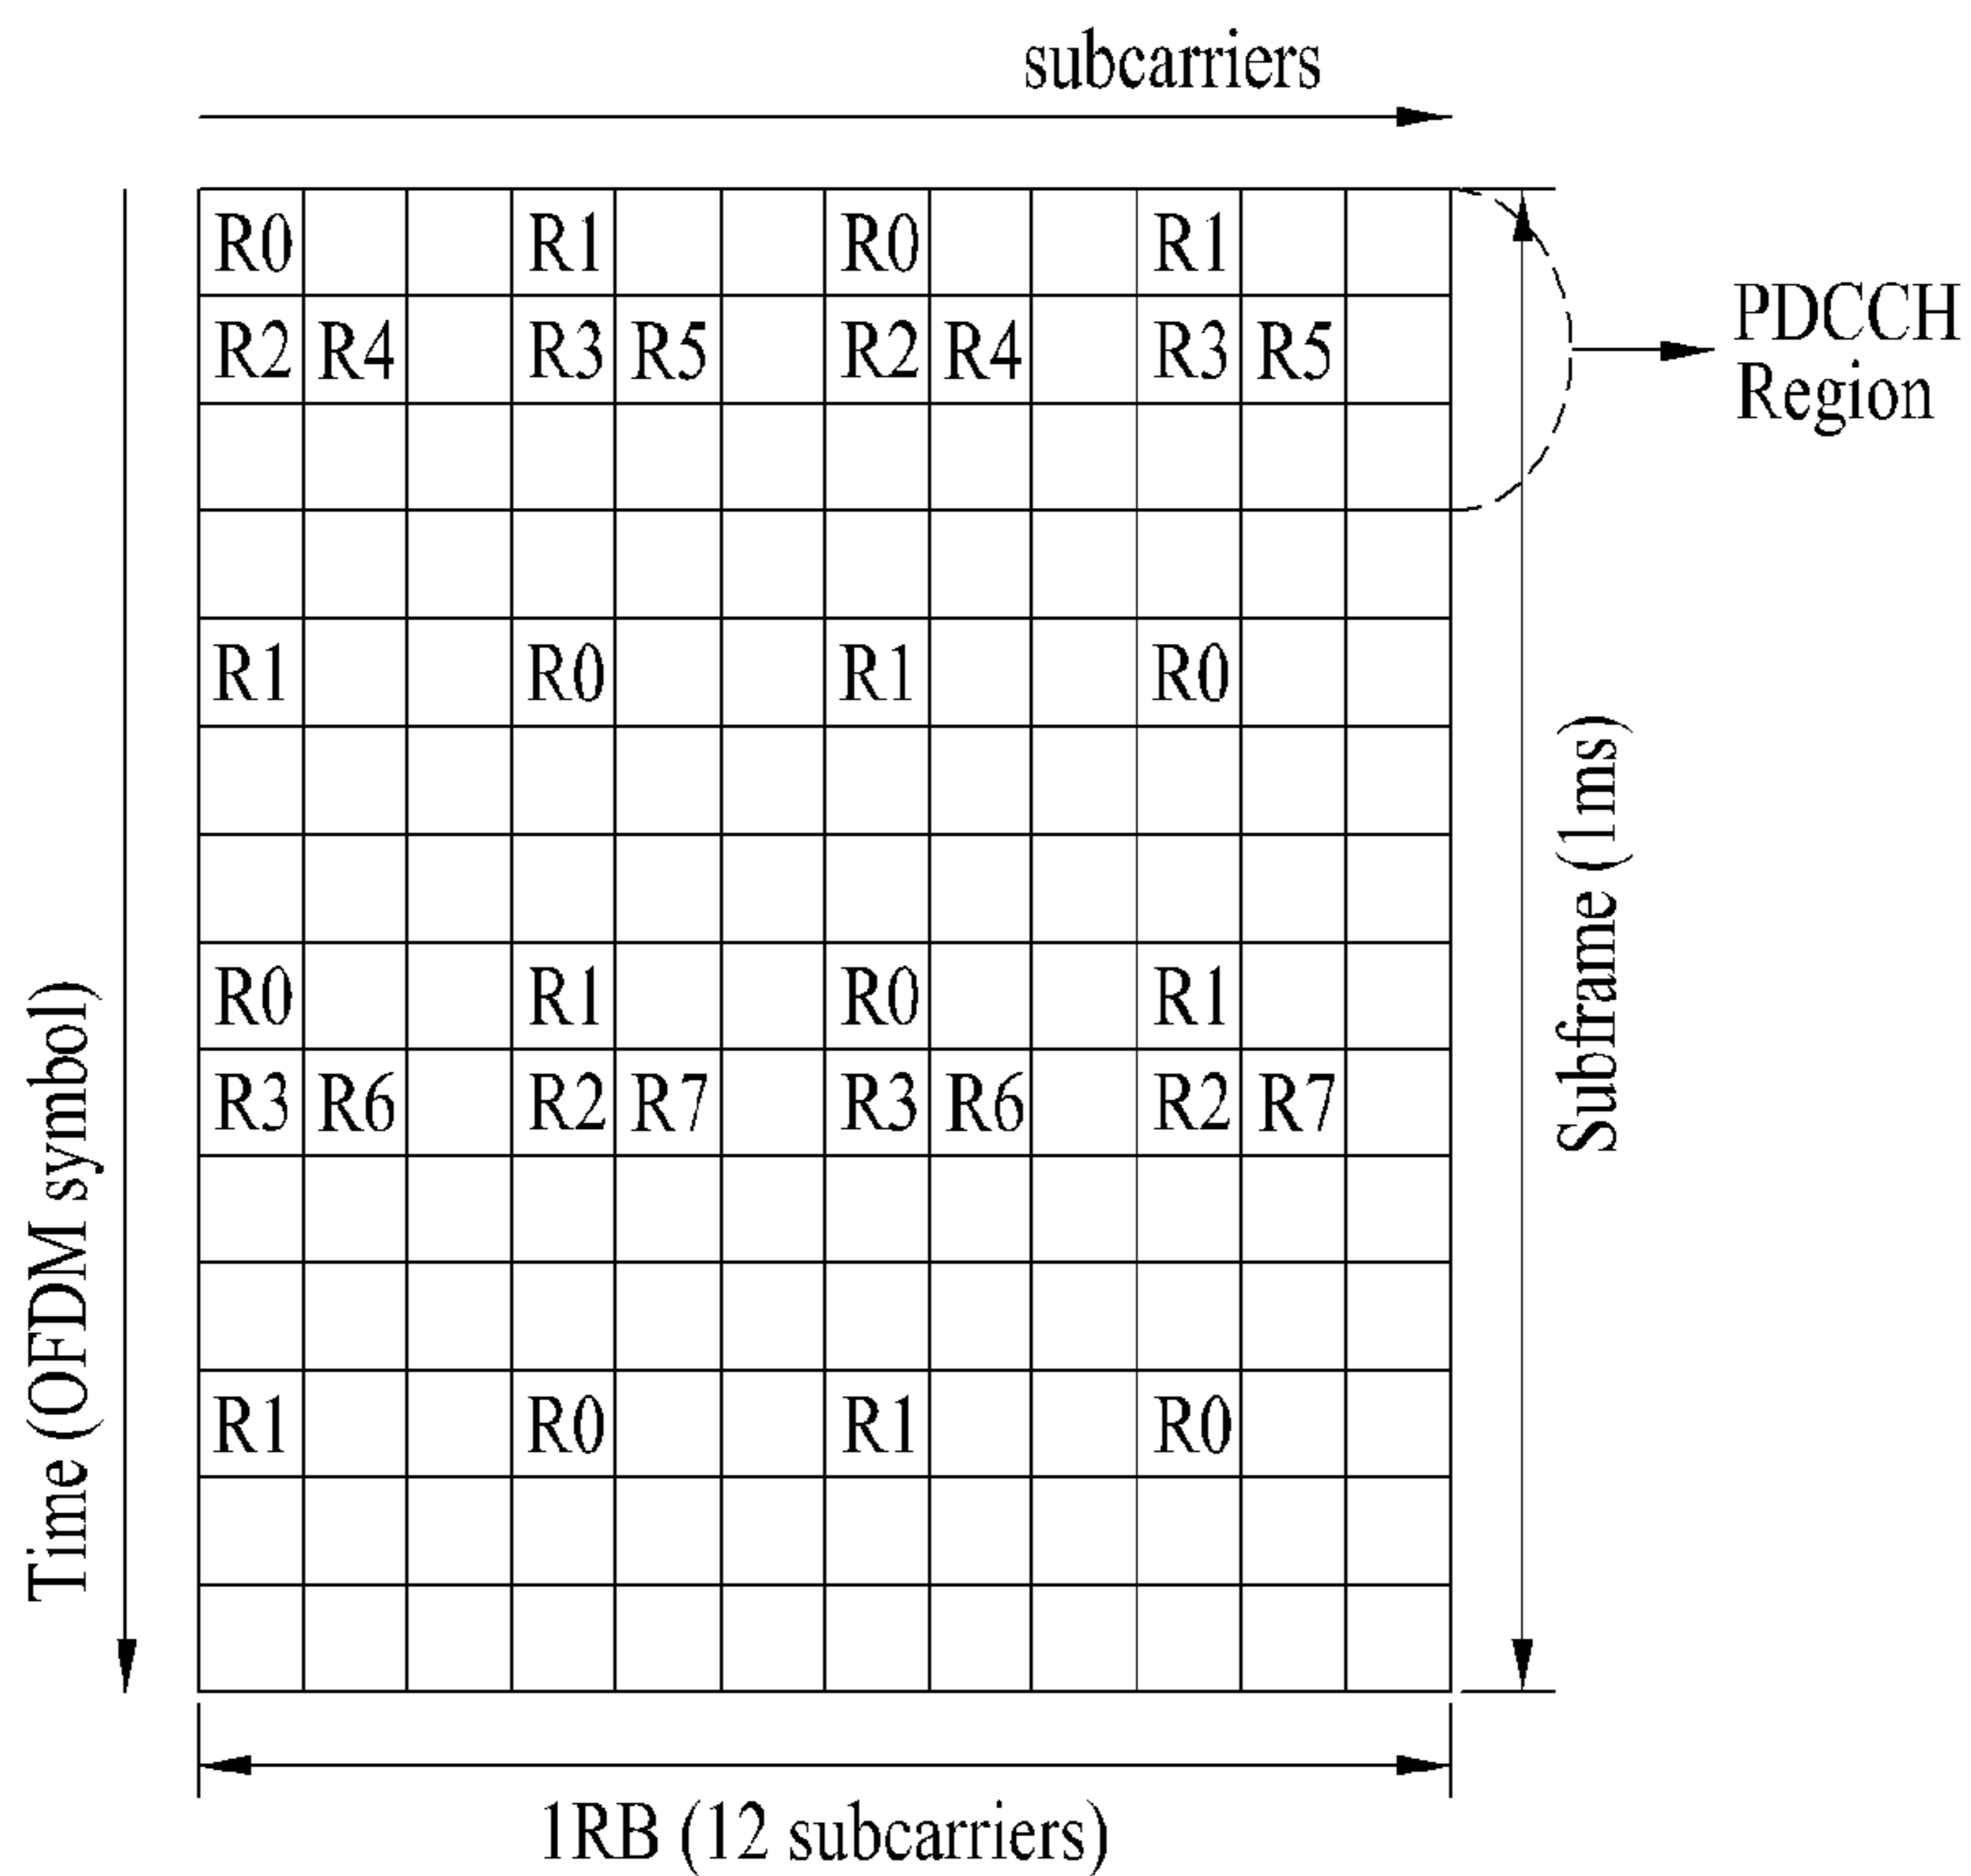 subcarriers
R0 R1 R0 R1
R2 R4 R3 R5 R2 R4 R3 R5
PDCCH
Region
R1 R0 R1 R0
R0 R1 R0 R1
R3 R6 R2 R7 R3 R6 R2 R7
R1 R0 R1 R0
Time (OFDM symbol)
Subframe (1ms)
1RB (12 subcarriers)